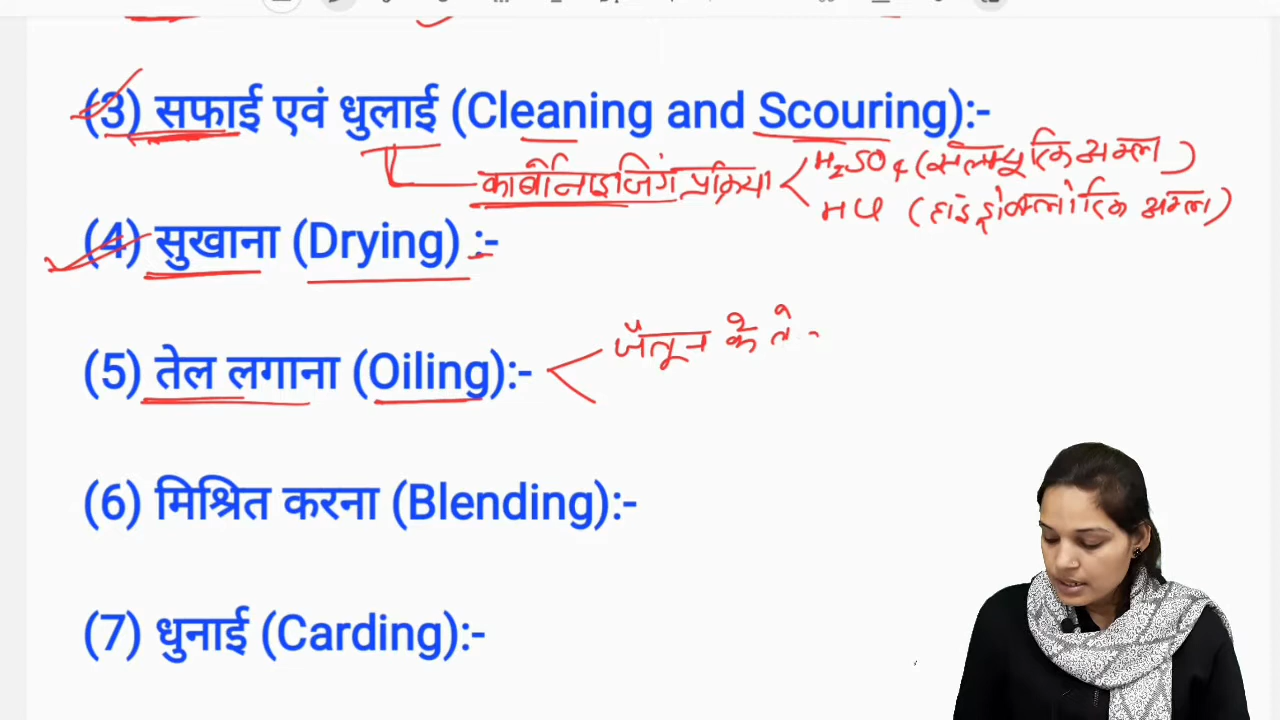 (3) सफाई एवं धुलाई (Cleaning and Scouring):-
कार्बोनाइजिंग प्रक्रिया
H₂SO₄ (सल्फ्यूरिक अम्ल)
HCl (हाइड्रोक्लोरिक अम्ल)
(4) सुखाना (Drying) :-
(5) तेल लगाना (Oiling):-
जैतून के ते
(6) मिश्रित करना (Blending):-
(7) धुनाई (Carding):-